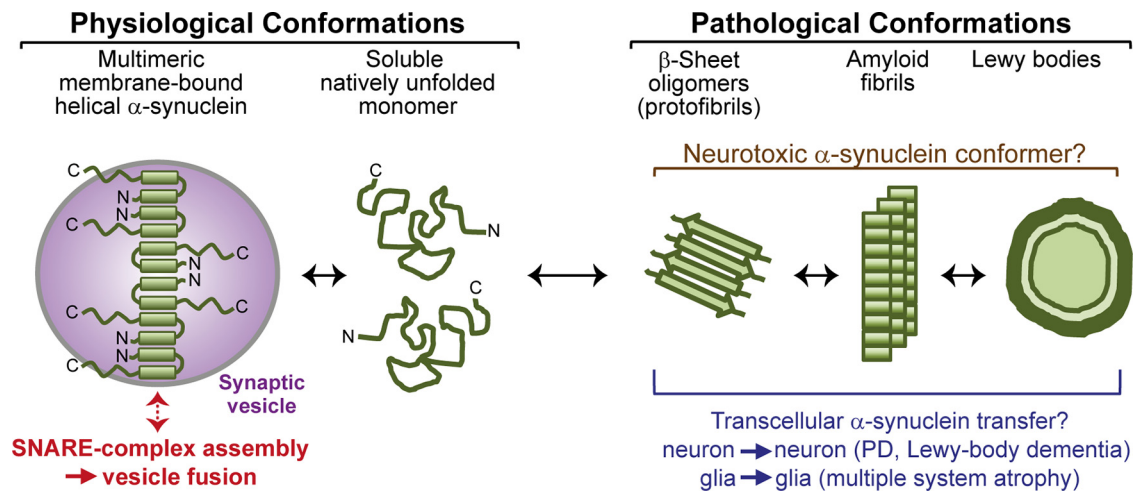 Physiological Conformations
Multimeric
membrane-bound
helical α-synuclein
Soluble
natively unfolded
monomer
C
N
N
C
C
N
N
C
C
N
N
C
Synaptic
vesicle
SNARE-complex assembly
→ vesicle fusion
C
N
C
N
Pathological Conformations
β-Sheet
oligomers
(protofibrils)
Amyloid
fibrils
Lewy bodies
Neurotoxic α-synuclein conformer?
Transcellular α-synuclein transfer?
neuron → neuron (PD, Lewy-body dementia)
glia → glia (multiple system atrophy)